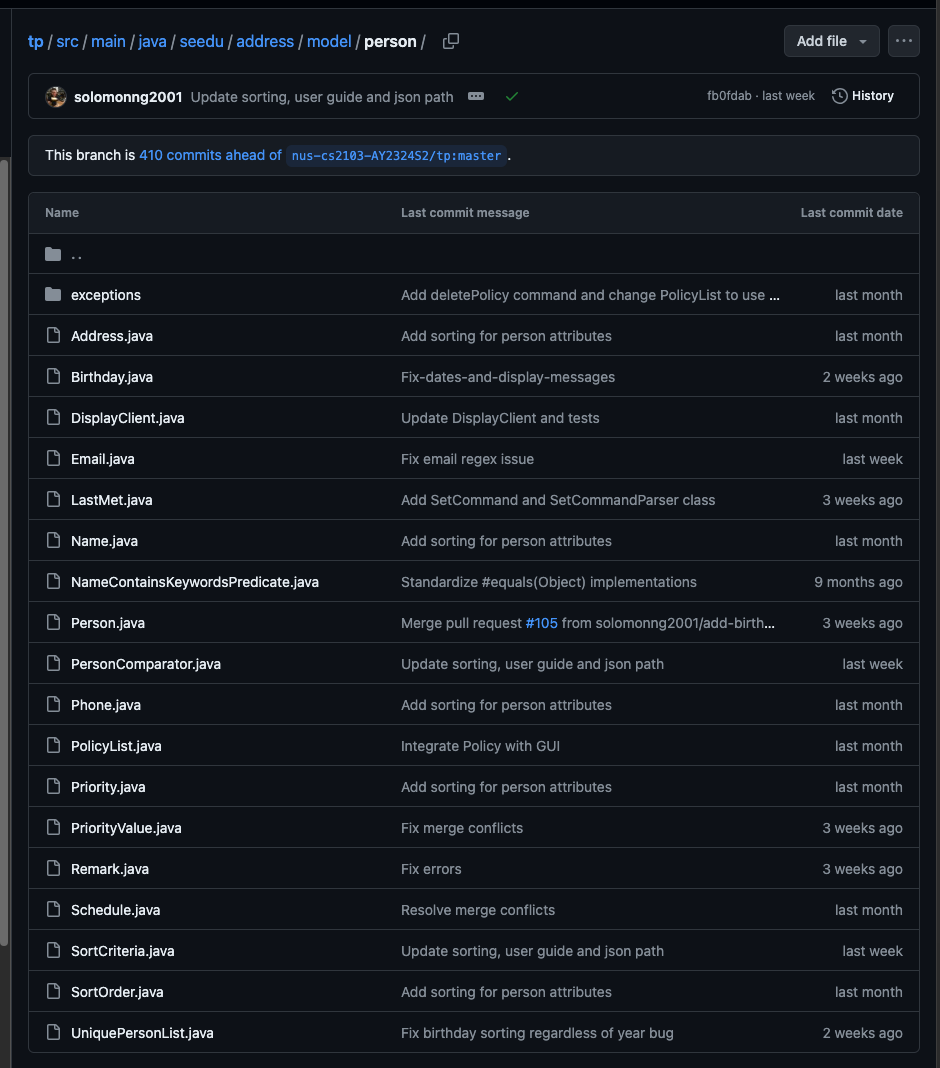 tp / src / main / java / seedu / address / model / person /
Add file
solomonng2001 Update sorting, user guide and json path
fb0fdab · last week History
This branch is 410 commits ahead of nus-cs2103-AY2324S2/tp:master .
Name Last commit message Last commit date
..
exceptions Add deletePolicy command and change PolicyList to use ... last month
Address.java Add sorting for person attributes last month
Birthday.java Fix-dates-and-display-messages 2 weeks ago
DisplayClient.java Update DisplayClient and tests last month
Email.java Fix email regex issue last week
LastMet.java Add SetCommand and SetCommandParser class 3 weeks ago
Name.java Add sorting for person attributes last month
NameContainsKeywordsPredicate.java Standardize #equals(Object) implementations 9 months ago
Person.java Merge pull request #105 from solomonng2001/add-birth... 3 weeks ago
PersonComparator.java Update sorting, user guide and json path last week
Phone.java Add sorting for person attributes last month
PolicyList.java Integrate Policy with GUI last month
Priority.java Add sorting for person attributes last month
PriorityValue.java Fix merge conflicts 3 weeks ago
Remark.java Fix errors 3 weeks ago
Schedule.java Resolve merge conflicts last month
SortCriteria.java Update sorting, user guide and json path last week
SortOrder.java Add sorting for person attributes last month
UniquePersonList.java Fix birthday sorting regardless of year bug 2 weeks ago